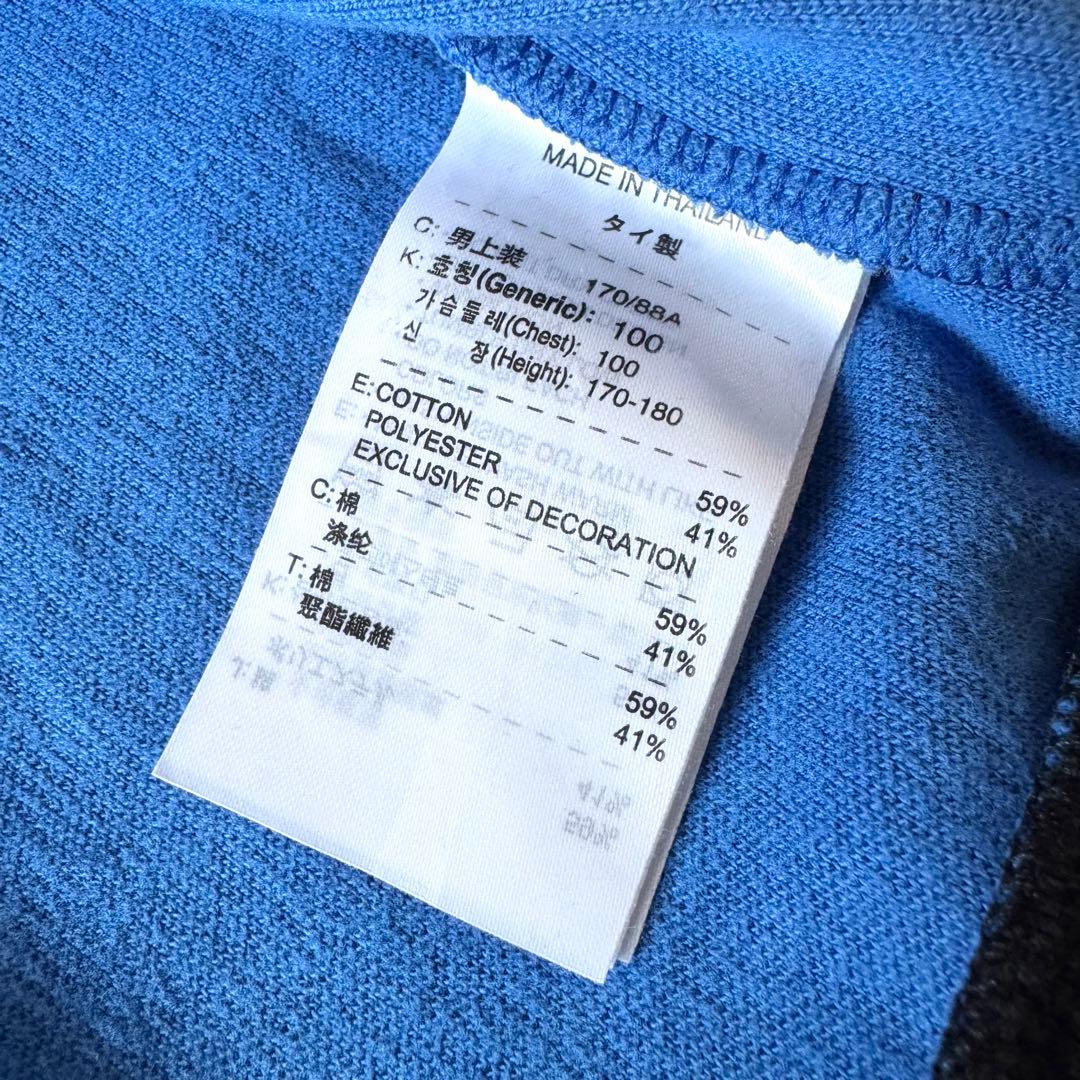 MADE IN THAILAND
タイ製
C: 男上装 170/88A
K: 호칭(Generic): 100
가슴둘레(Chest): 100
신 장(Height): 170-180
E: COTTON 59%
POLYESTER 41%
EXCLUSIVE OF DECORATION
C: 棉 59%
涤纶 41%
T: 棉 59%
聚酯纖維 41%